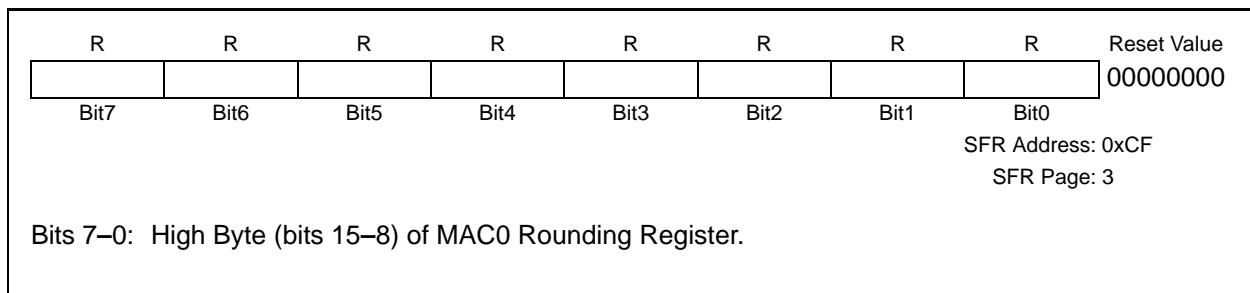 R R R R R R R R Reset Value
00000000
Bit7 Bit6 Bit5 Bit4 Bit3 Bit2 Bit1 Bit0
SFR Address: 0xCF
SFR Page: 3
Bits 7–0: High Byte (bits 15–8) of MAC0 Rounding Register.